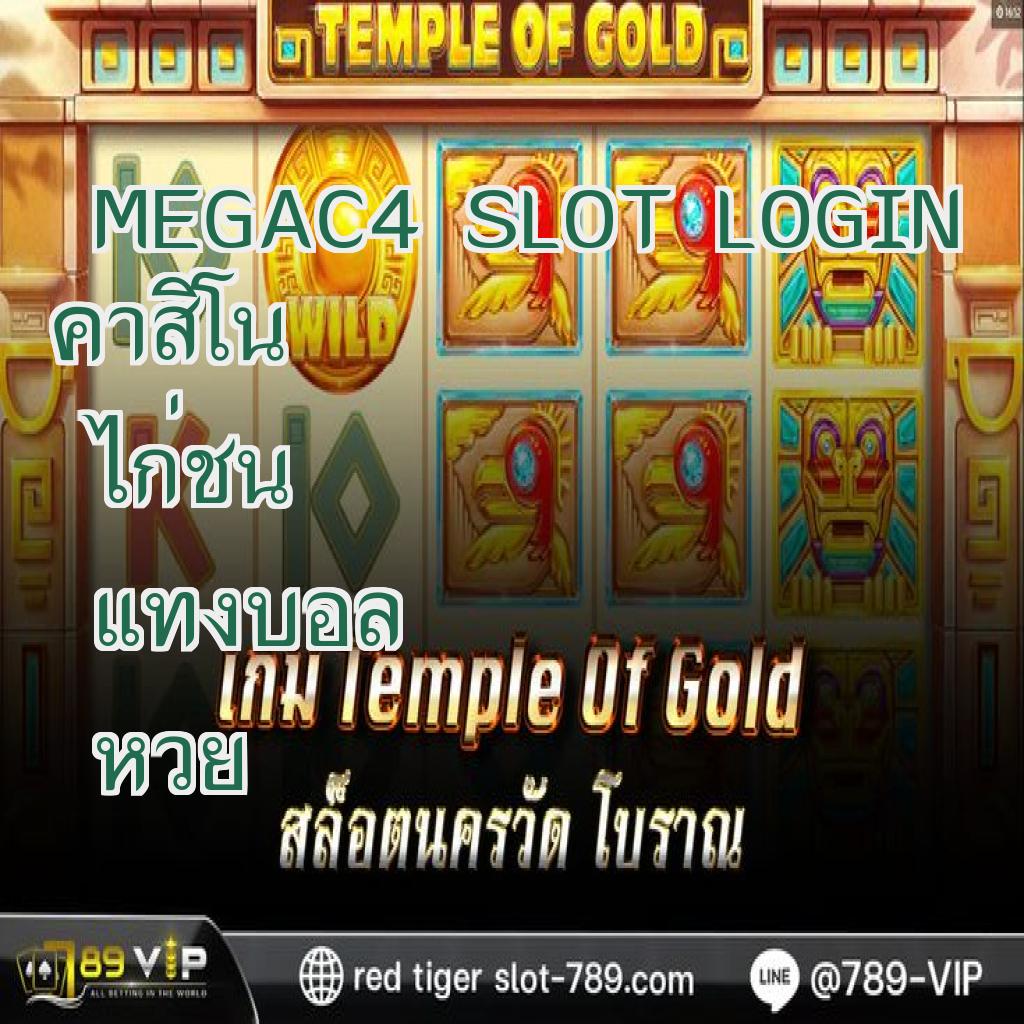 TEMPLE OF GOLD
MEGAC4 SLOT LOGIN
WILD
คาสิโน
ไก่ชน
แทงบอล
เกม Temple Of Gold
หวย
สล็อตนครวัด โบราณ
789 VIP
ALL BETTING IN THE WORLD
red tiger slot-789.com
LINE
@789-VIP